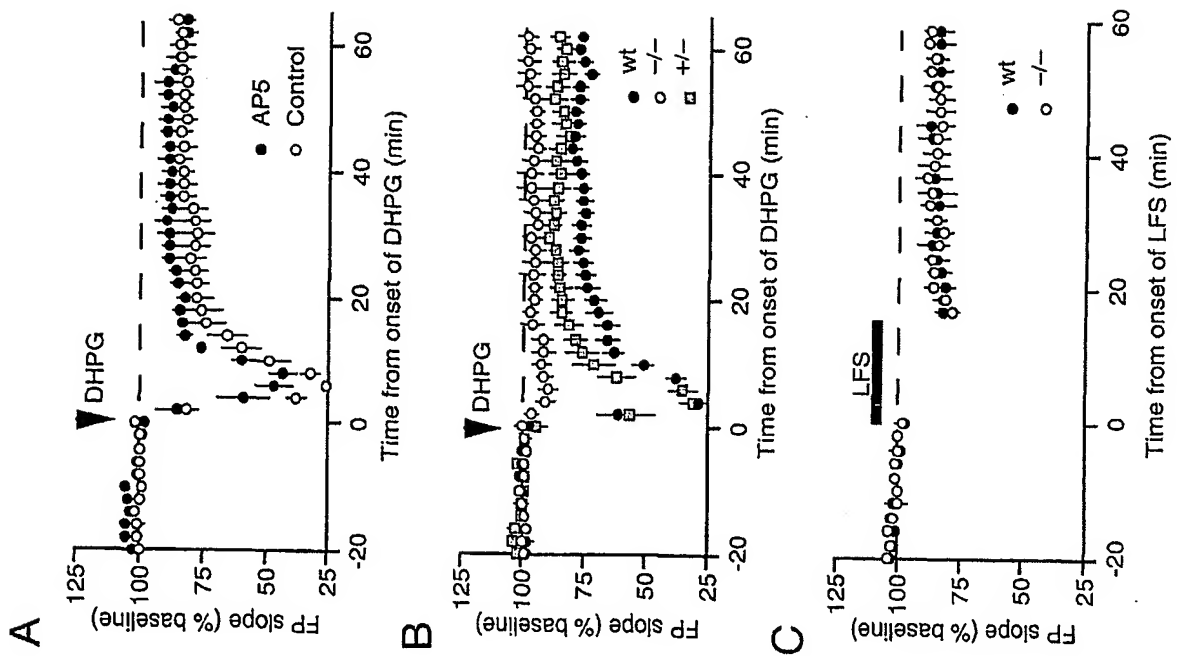 A
DHPG
125
100
75
50
25
FP slope (% baseline)
-20
0
20
40
60
Time from onset of DHPG (min)
AP5
Control
B
DHPG
125
100
75
50
25
FP slope (% baseline)
-20
0
20
40
60
Time from onset of DHPG (min)
wt
-/-
+/-
C
LFS
125
100
75
50
25
FP slope (% baseline)
-20
0
20
40
60
Time from onset of LFS (min)
wt
-/-